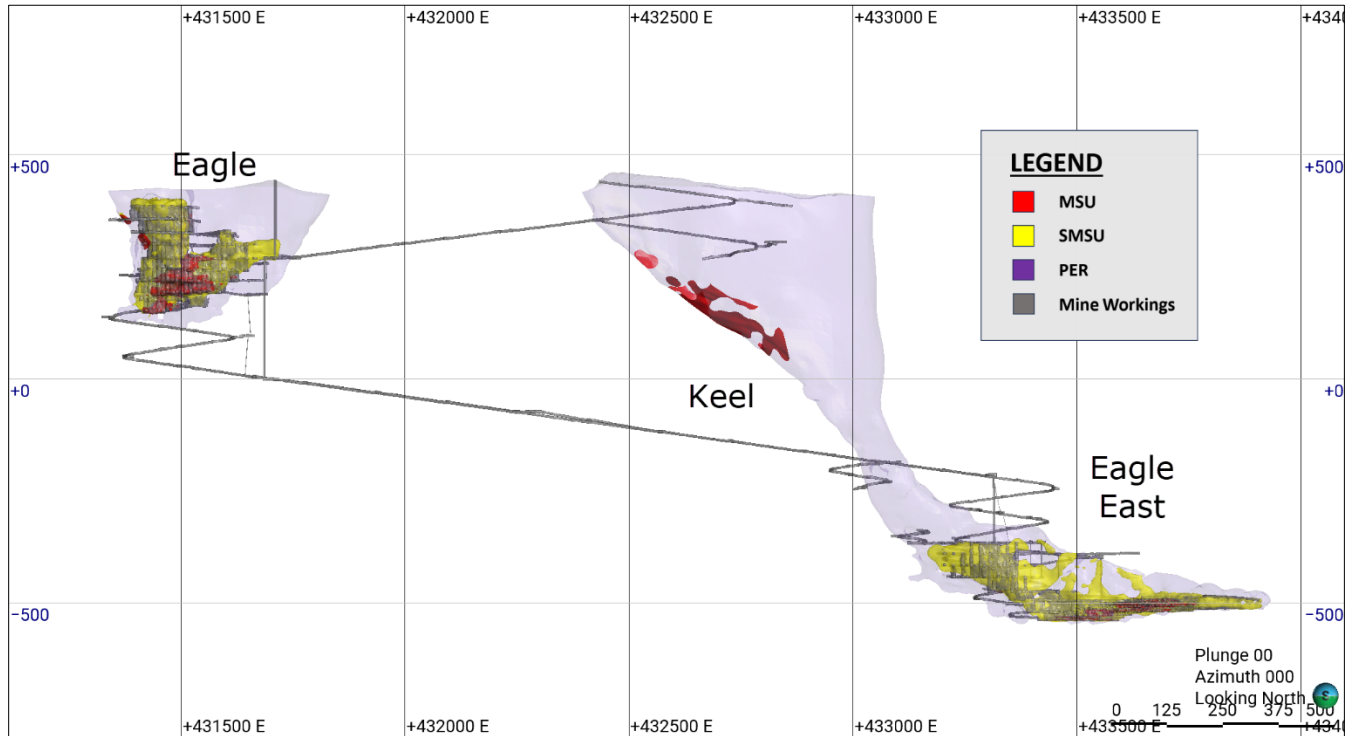 +431500 E
+432000 E
+432500 E
+433000 E
+433500 E
+500
+500
Eagle
LEGEND
MSU
SMSU
PER
Mine Workings
+0
+0
Keel
Eagle
East
−500
−500
Plunge 00
Azimuth 000
Looking North
S
0 125 250 375 500
+431500 E
+432000 E
+432500 E
+433000 E
+433500 E